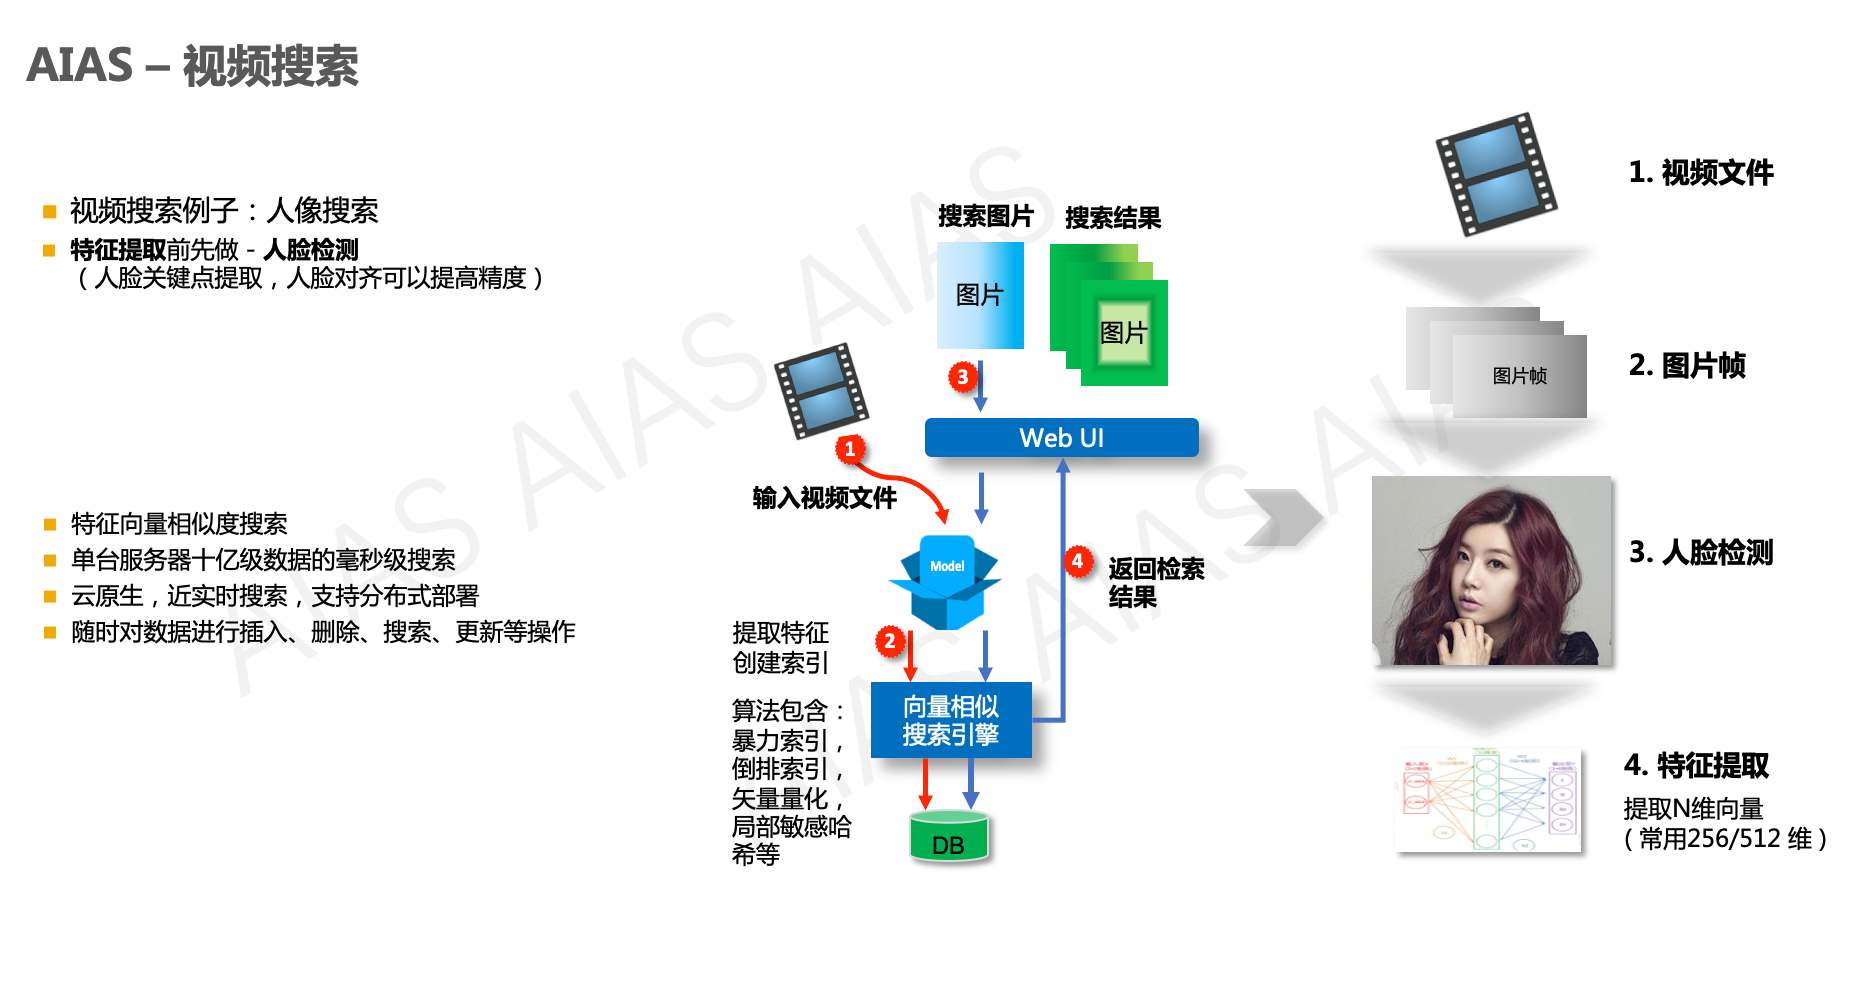 AIAS – 视频搜索
视频搜索例子：人像搜索
特征提取前先做 - 人脸检测
（人脸关键点提取，人脸对齐可以提高精度）
特征向量相似度搜索
单台服务器十亿级数据的毫秒级搜索
云原生，近实时搜索，支持分布式部署
随时对数据进行插入、删除、搜索、更新等操作
搜索图片
搜索结果
图片
图片
3
Web UI
1
输入视频文件
Model
4
返回检索
结果
2
提取特征
创建索引
向量相似
搜索引擎
算法包含：
暴力索引，
倒排索引，
矢量量化，
局部敏感哈
希等
DB
1. 视频文件
2. 图片帧
图片帧
3. 人脸检测
4. 特征提取
提取N维向量
（常用256/512 维）
AIAS AIAS AIAS
AIAS AIAS AIAS